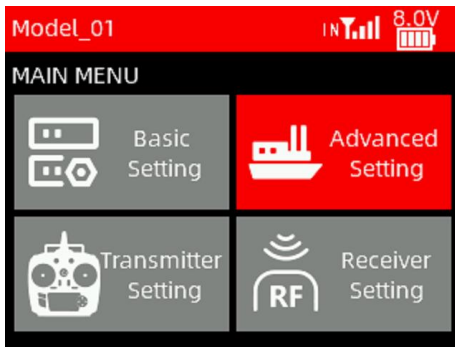 Model_01
IN
8.0V
MAIN MENU
Basic
Setting
Advanced
Setting
Transmitter
Setting
RF
Receiver
Setting